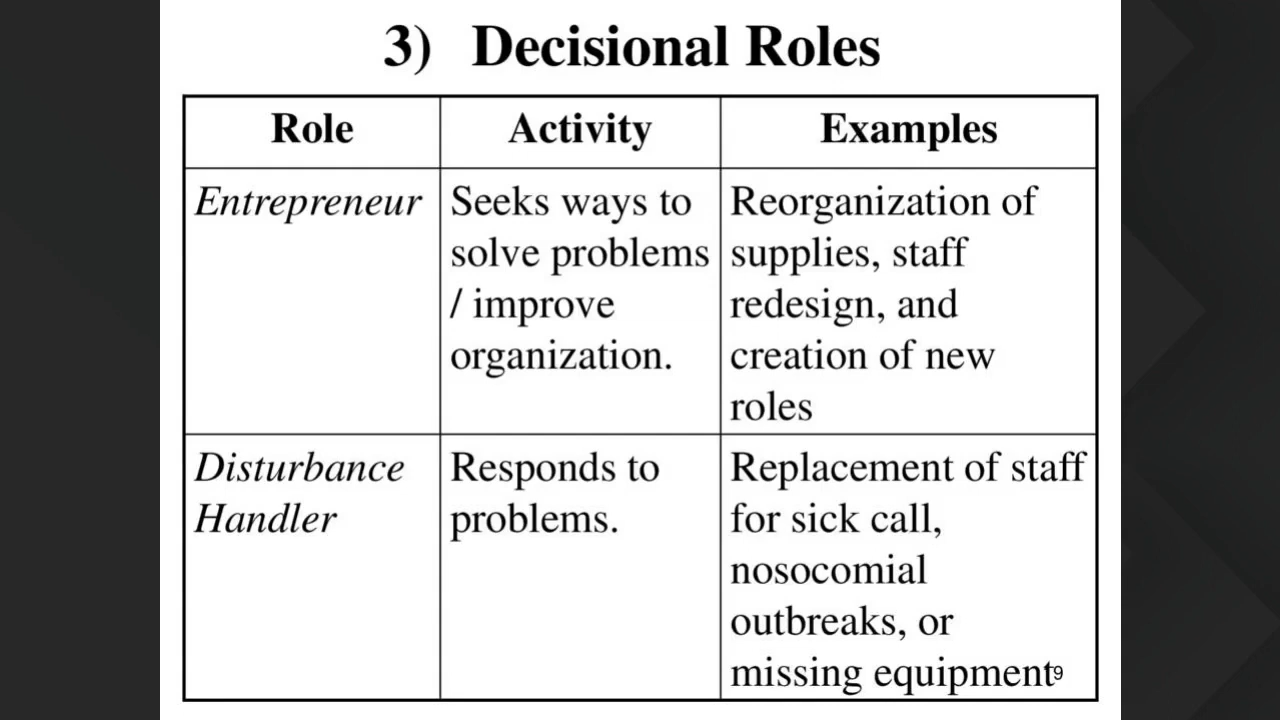 3) Decisional Roles
Role Activity Examples
Entrepreneur
Seeks ways to
solve problems
/ improve
organization.
Reorganization of
supplies, staff
redesign, and
creation of new
roles
Disturbance
Handler
Responds to
problems.
Replacement of staff
for sick call,
nosocomial
outbreaks, or
missing equipment
9